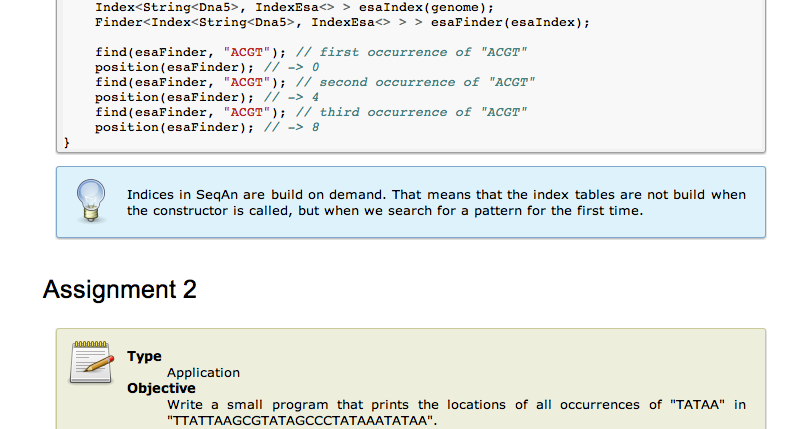 Index<String<Dna5>, IndexEsa<> > esaIndex(genome);
Finder<Index<String<Dna5>, IndexEsa<> > > esaFinder(esaIndex);
find(esaFinder, "ACGT"); // first occurrence of "ACGT"
position(esaFinder); // -> 0
find(esaFinder, "ACGT"); // second occurrence of "ACGT"
position(esaFinder); // -> 4
find(esaFinder, "ACGT"); // third occurrence of "ACGT"
position(esaFinder); // -> 8
}
Indices in SeqAn are build on demand. That means that the index tables are not build when
the constructor is called, but when we search for a pattern for the first time.
Assignment 2
Type
Application
Objective
Write a small program that prints the locations of all occurrences of "TATAA" in
"TTATTAAGCGTATAGCCCTATAAATATAA".